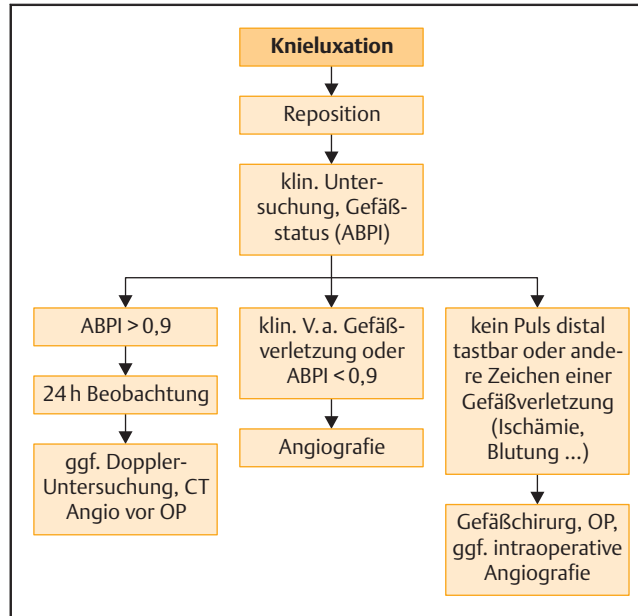 Knieluxation
Reposition
klin. Unter-
suchung, Gefäß-
status (ABPI)
ABPI > 0,9
24 h Beobachtung
ggf. Doppler-
Untersuchung, CT
Angio vor OP
klin. V. a. Gefäß-
verletzung oder
ABPI < 0,9
Angiografie
kein Puls distal
tastbar oder ande-
re Zeichen einer
Gefäßverletzung
(Ischämie,
Blutung ...)
Gefäßchirurg, OP,
ggf. intraoperative
Angiografie